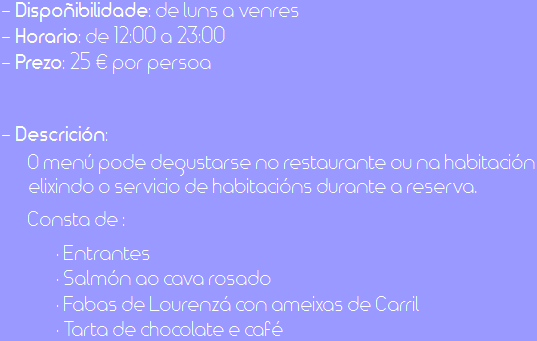 – Dispoñibilidade: de luns a venres
– Horario: de 12:00 a 23:00
– Prezo: 25 € por persoa
– Descrición:
O menú pode degustarse no restaurante ou na habitación
elixindo o servicio de habitacións durante a reserva.
Consta de :
· Entrantes
· Salmón ao cava rosado
· Fabas de Lourenzá con ameixas de Carril
· Tarta de chocolate e café